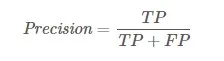 Precision = TP / (TP + FP)